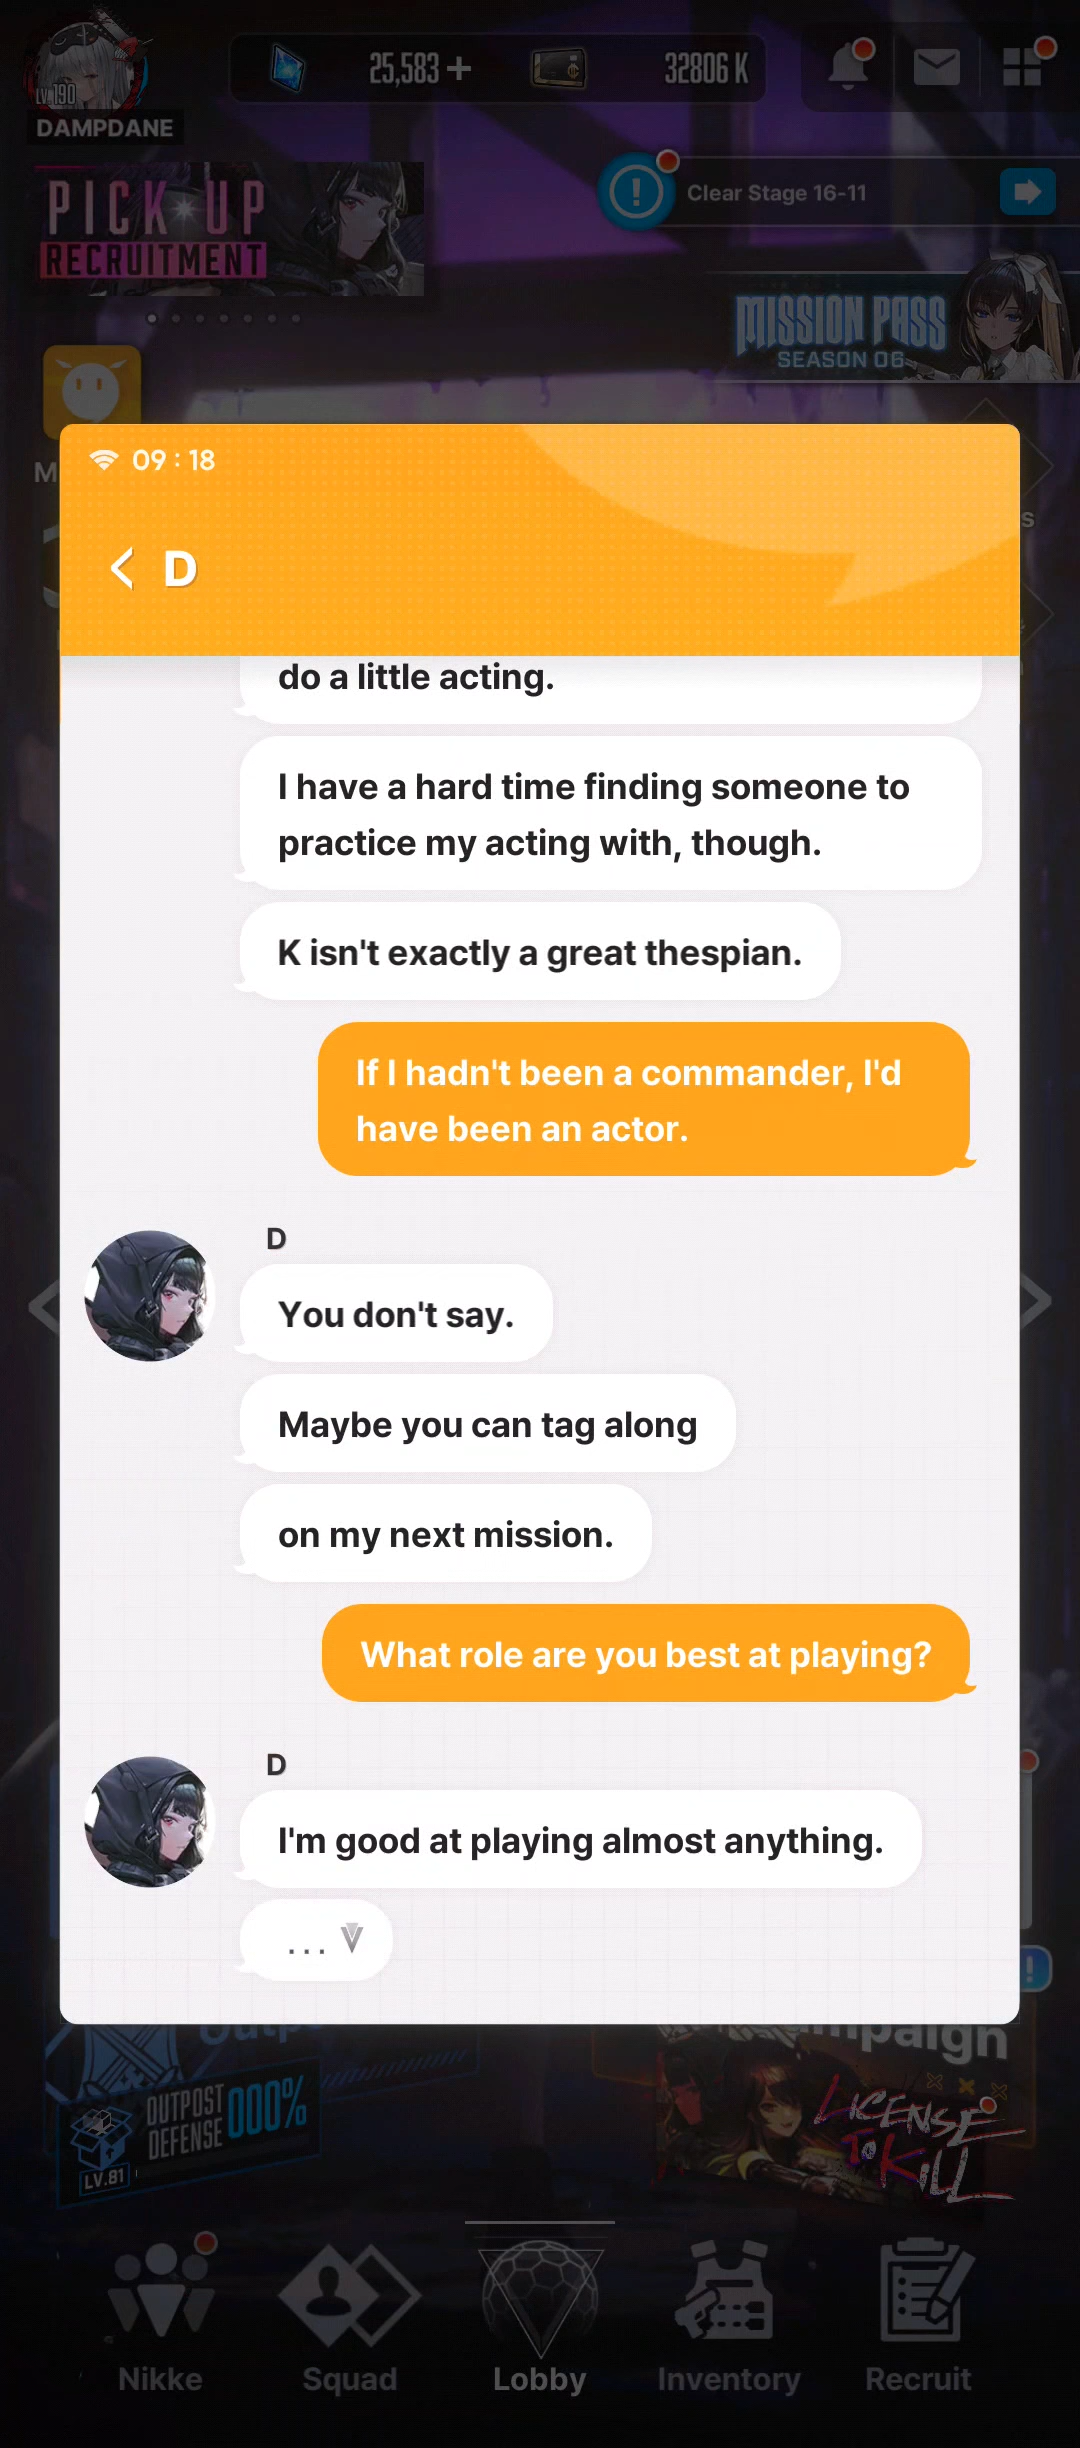 LV.190
25,583 +
32806 K
DAMPDANE
PICK UP
RECRUITMENT
Clear Stage 16-11
MISSION PASS
SEASON 06
M
s
09 : 18
D
do a little acting.
I have a hard time finding someone to
practice my acting with, though.
K isn't exactly a great thespian.
If I hadn't been a commander, I'd
have been an actor.
D
You don't say.
Maybe you can tag along
on my next mission.
What role are you best at playing?
D
I'm good at playing almost anything.
...
OUTPOST
DEFENSE
000%
LV.81
LICENSE
TO KILL
Nikke
Squad
Lobby
Inventory
Recruit